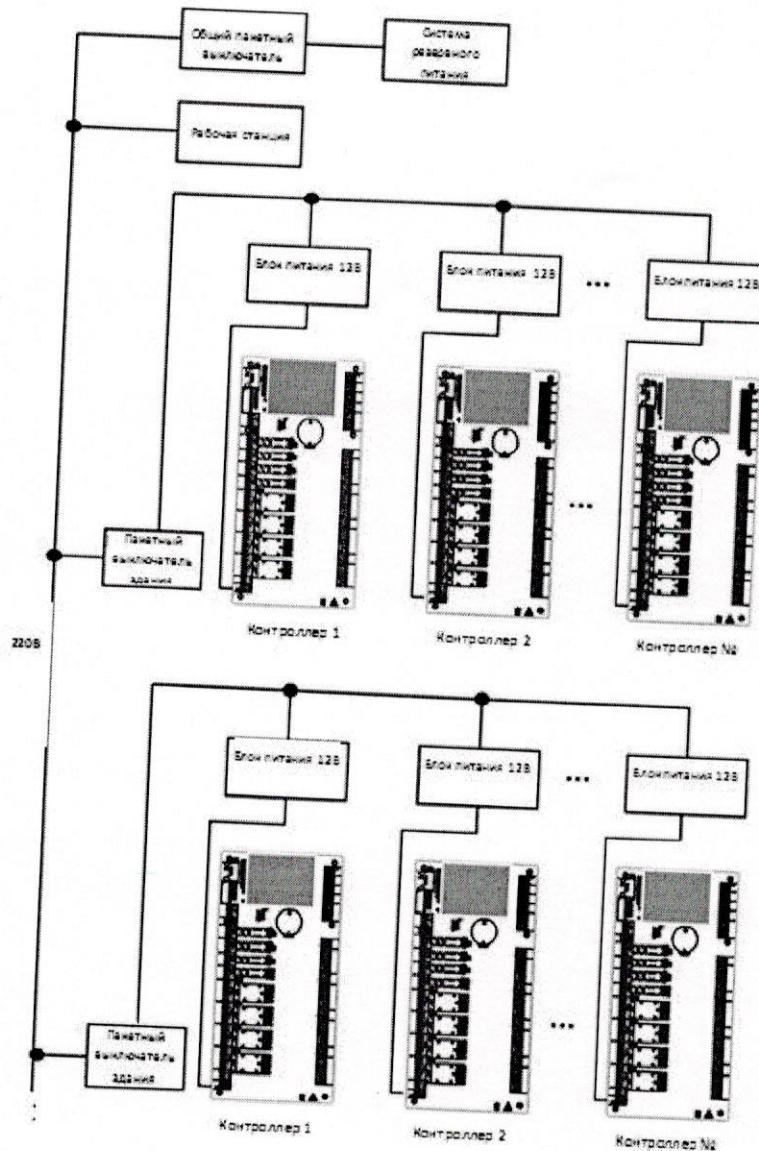 Общий пакетный
выключатель
Система
резервного
питания
Рабочая станция
Блок питания 12В
Блок питания 12В
...
Блок питания 12В
...
Пакетный
выключатель
здания
Контроллер 1
Контроллер 2
Контроллер №
220В
Блок питания 12В
Блок питания 12В
...
Блок питания 12В
...
Пакетный
выключатель
здания
Контроллер 1
Контроллер 2
Контроллер №